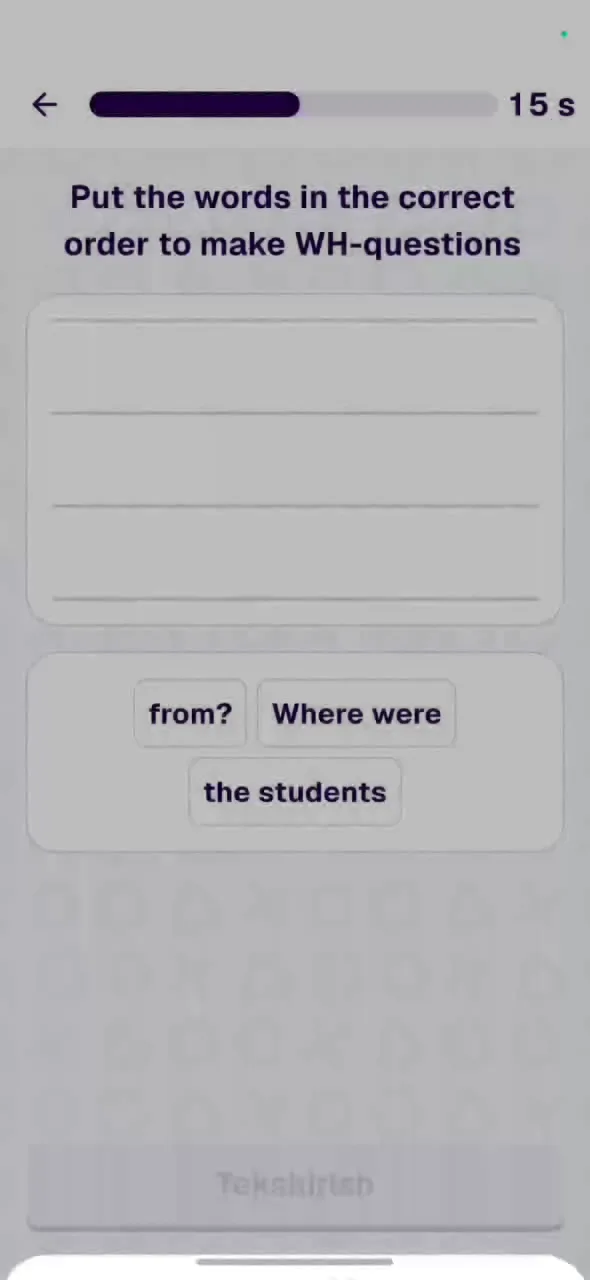 15 s
Put the words in the correct
order to make WH-questions
from? Where were
the students
Tekshirish